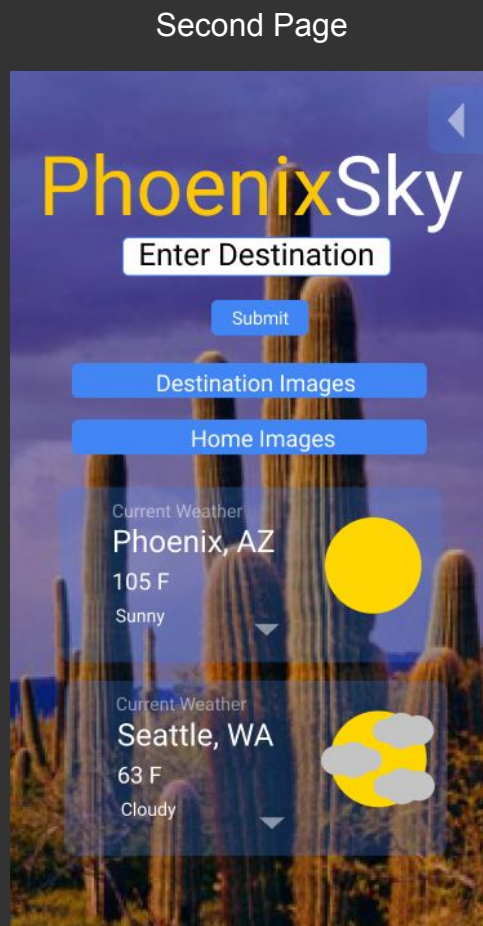 Second Page
PhoenixSky
Enter Destination
Submit
Destination Images
Home Images
Current Weather
Phoenix, AZ
105 F
Sunny
Current Weather
Seattle, WA
63 F
Cloudy